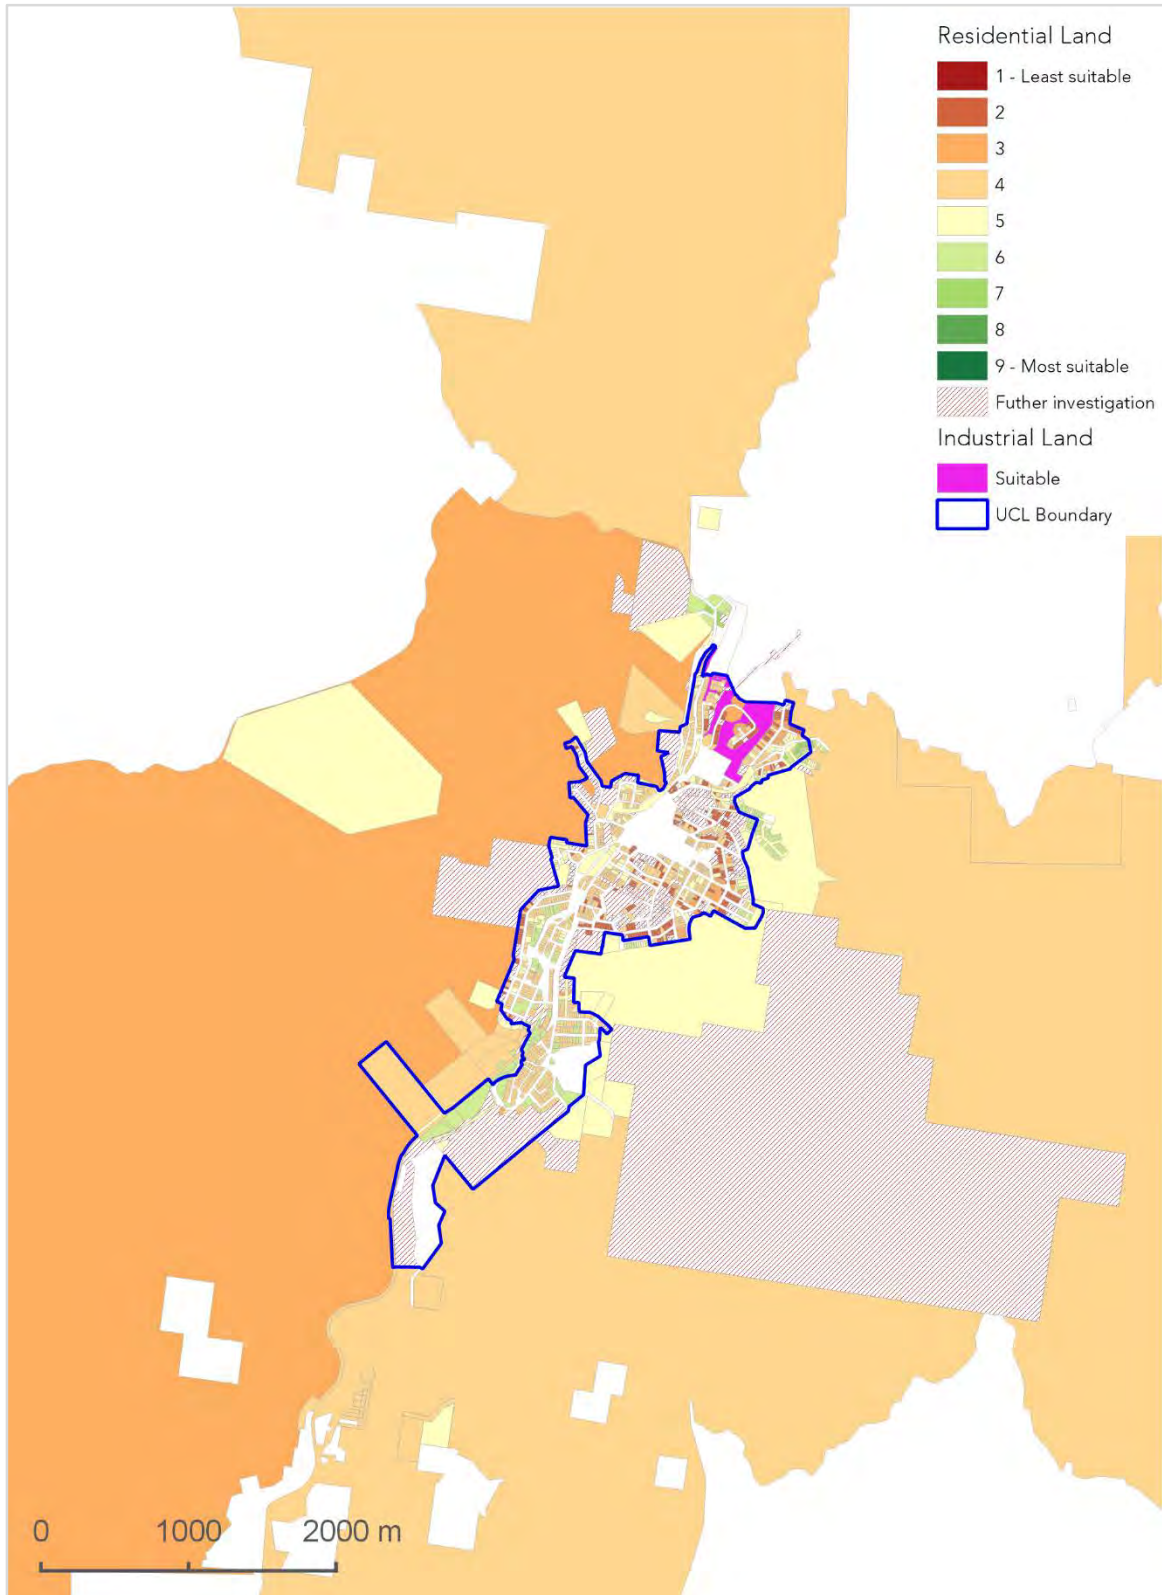 Residential Land
1 - Least suitable
2
3
4
5
6
7
8
9 - Most suitable
Futher investigation
Industrial Land
Suitable
UCL Boundary
0 1000 2000 m